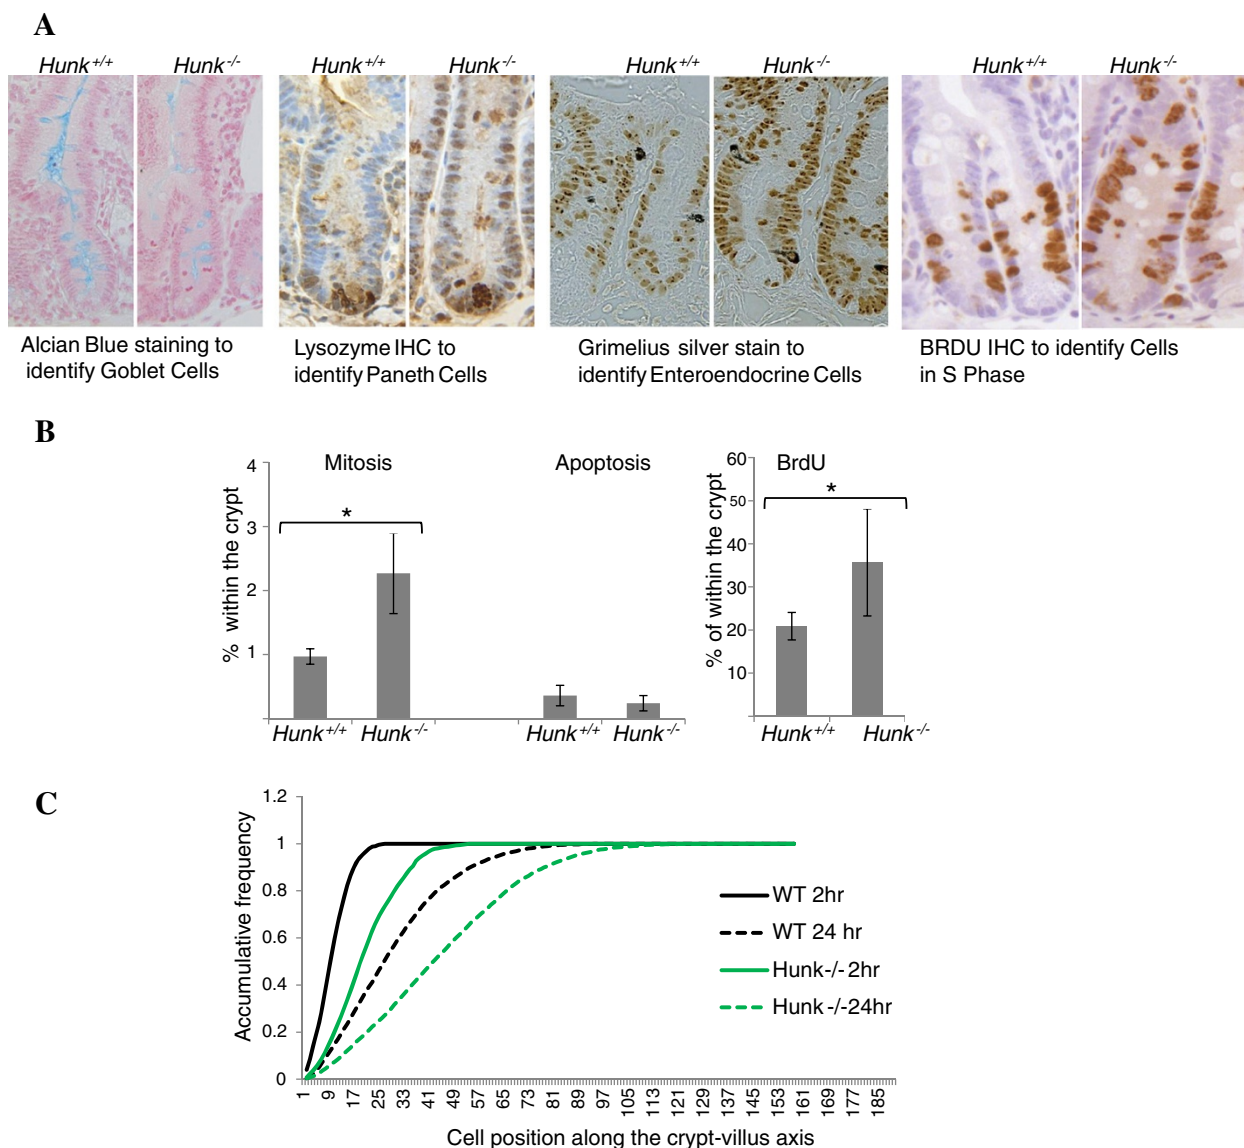 A
Hunk+/+ Hunk-/- Hunk+/+ Hunk-/- Hunk+/+ Hunk-/- Hunk+/+ Hunk-/-
Alcian Blue staining to
identify Goblet Cells
Lysozyme IHC to
identify Paneth Cells
Grimelius silver stain to
identify Enteroendocrine Cells
BRDU IHC to identify Cells
in S Phase
B
Mitosis
Apoptosis
% within the crypt
4
3
2
1
*
Hunk+/+ Hunk-/- Hunk+/+ Hunk-/-
BrdU
% of within the crypt
60
50
40
30
20
10
*
Hunk+/+ Hunk-/-
C
Accumulative frequency
1.2
1
0.8
0.6
0.4
0.2
0
1 9 17 25 33 41 49 57 65 73 81 89 97 105 113 121 129 137 145 153 161 169 177 185
Cell position along the crypt-villus axis
WT 2hr
WT 24 hr
Hunk-/- 2hr
Hunk-/-24hr